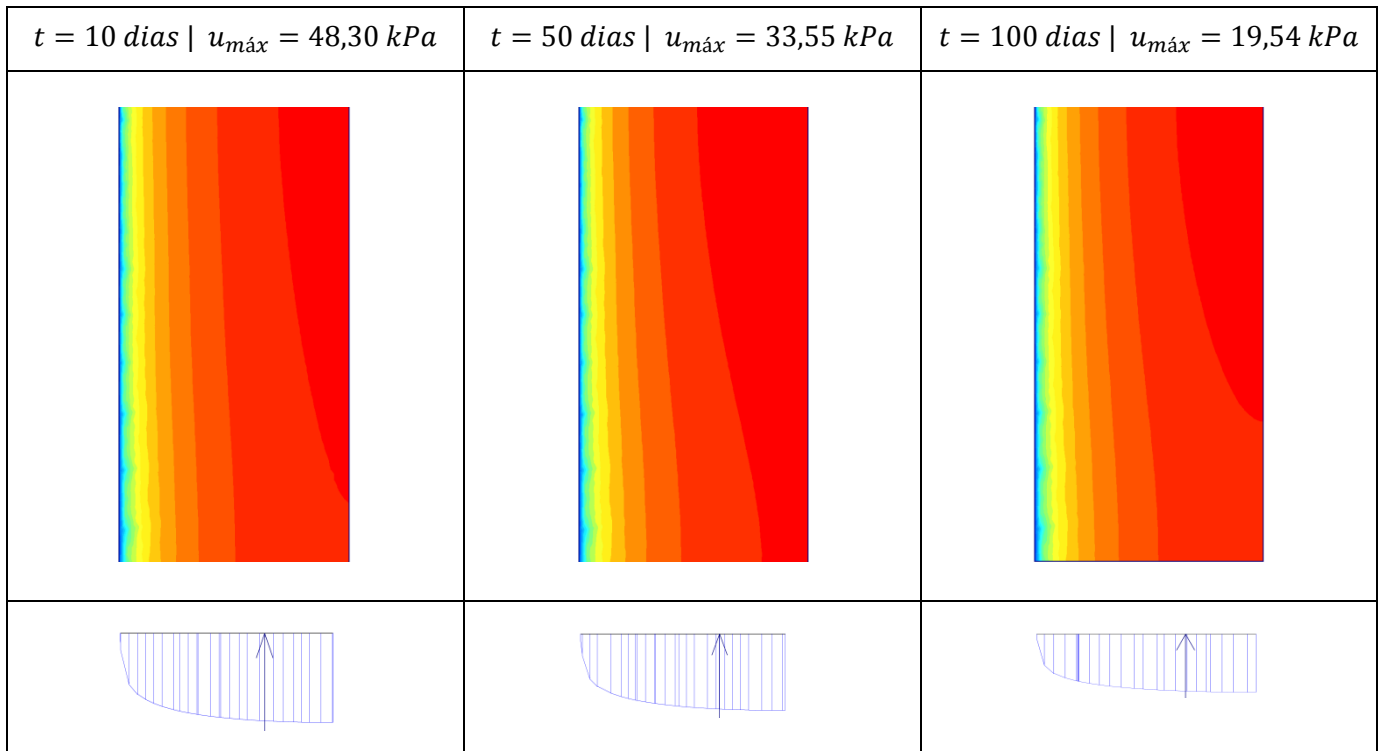 t = 10 dias | u_máx = 48,30 kPa
t = 50 dias | u_máx = 33,55 kPa
t = 100 dias | u_máx = 19,54 kPa